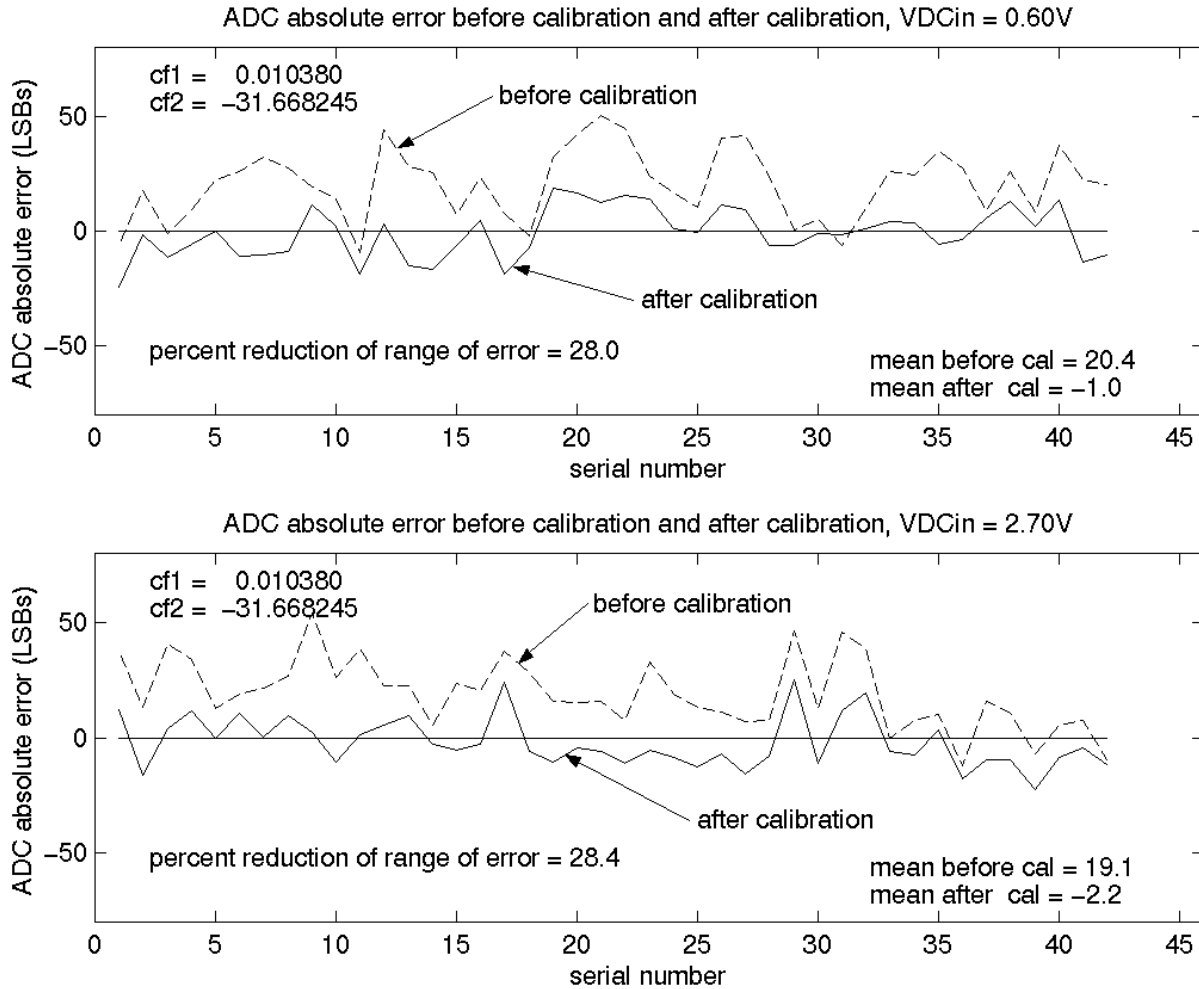 ADC absolute error before calibration and after calibration, VDCin = 0.60V
cf1 = 0.010380
cf2 = −31.668245
before calibration
after calibration
percent reduction of range of error = 28.0
mean before cal = 20.4
mean after cal = −1.0
ADC absolute error (LSBs)
50
0
−50
0 5 10 15 20 25 30 35 40 45
serial number
ADC absolute error before calibration and after calibration, VDCin = 2.70V
cf1 = 0.010380
cf2 = −31.668245
before calibration
after calibration
percent reduction of range of error = 28.4
mean before cal = 19.1
mean after cal = −2.2
ADC absolute error (LSBs)
50
0
−50
0 5 10 15 20 25 30 35 40 45
serial number